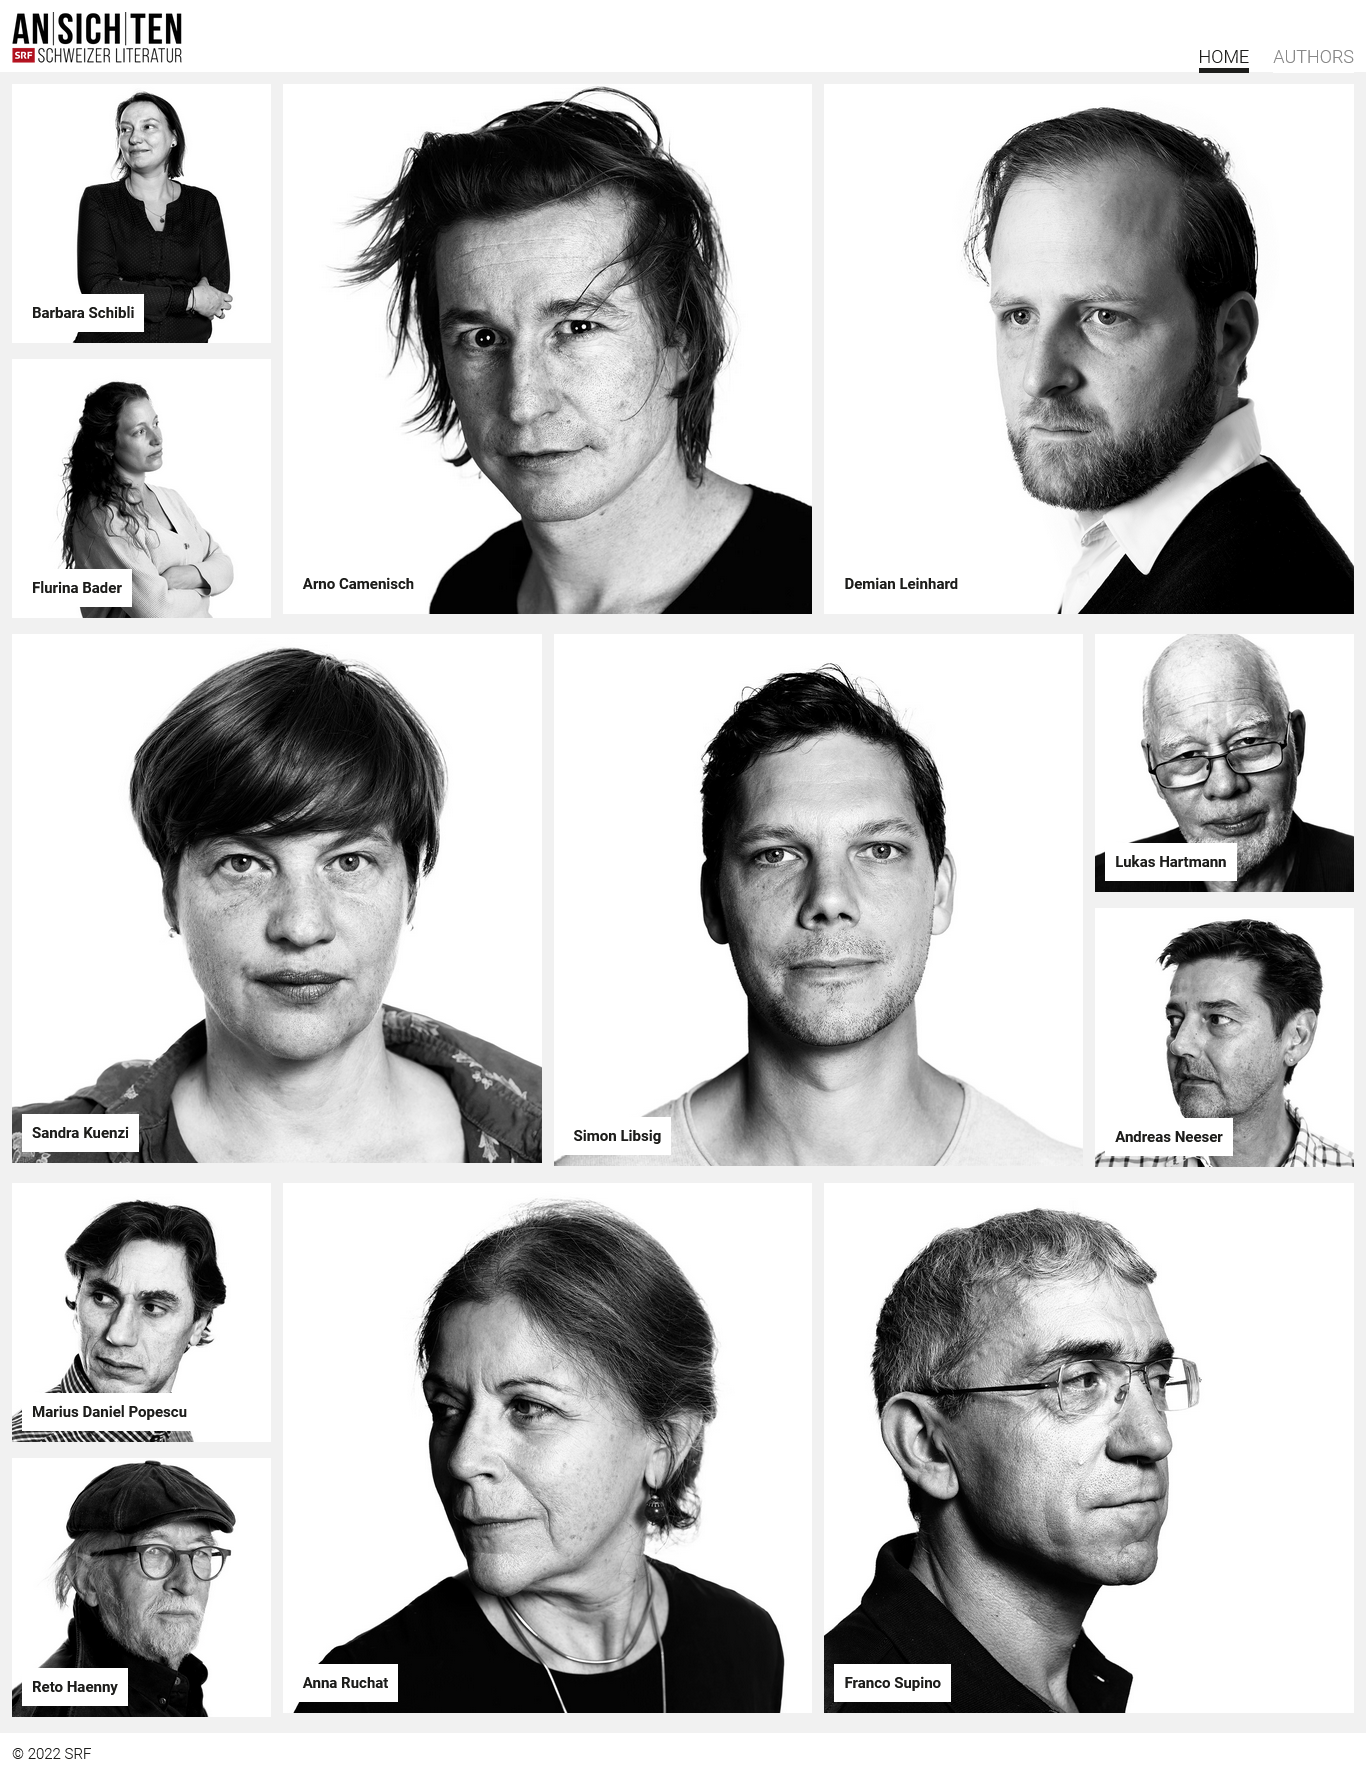 AN|SICH|TEN
SRF SCHWEIZER LITERATUR
HOME AUTHORS
Barbara Schibli
Flurina Bader
Arno Camenisch
Demian Leinhard
Sandra Kuenzi
Simon Libsig
Lukas Hartmann
Andreas Neeser
Marius Daniel Popescu
Reto Haenny
Anna Ruchat
Franco Supino
© 2022 SRF